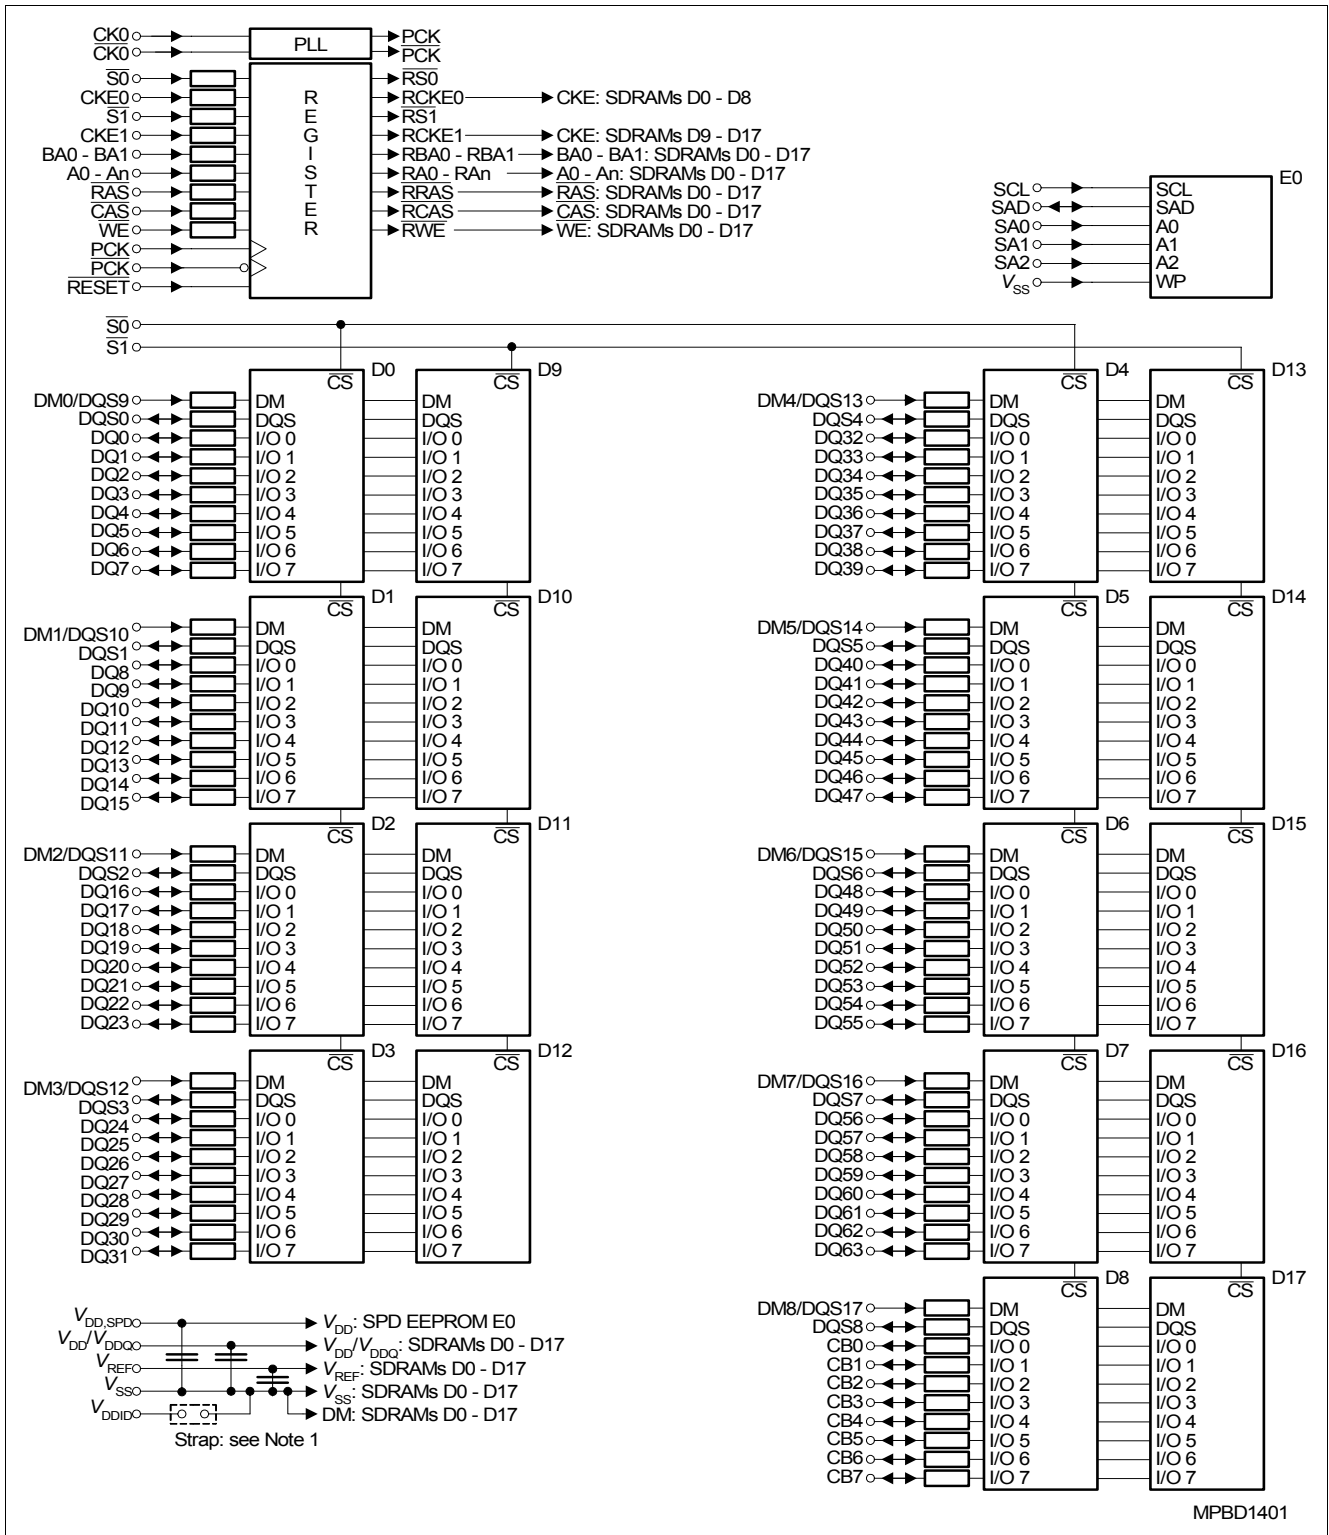 CK0 PLL PCK
CK0 PCK
S0 RS0
CKE0 R RCKE0 CKE: SDRAMs D0 - D8
S1 E RS1
CKE1 G RCKE1 CKE: SDRAMs D9 - D17
BA0 - BA1 I RBA0 - RBA1 BA0 - BA1: SDRAMs D0 - D17
A0 - An S RA0 - RAn A0 - An: SDRAMs D0 - D17
RAS T RRAS RAS: SDRAMs D0 - D17
CAS E RCAS CAS: SDRAMs D0 - D17
WE R RWE WE: SDRAMs D0 - D17
PCK
PCK
RESET
E0
SCL SCL
SAD SAD
SA0 A0
SA1 A1
SA2 A2
VSS WP
S0
S1
CS D0 CS D9
DM0/DQS9 DM DM
DQS0 DQS DQS
DQ0 I/O 0 I/O 0
DQ1 I/O 1 I/O 1
DQ2 I/O 2 I/O 2
DQ3 I/O 3 I/O 3
DQ4 I/O 4 I/O 4
DQ5 I/O 5 I/O 5
DQ6 I/O 6 I/O 6
DQ7 I/O 7 I/O 7
CS D1 CS D10
DM1/DQS10 DM DM
DQS1 DQS DQS
DQ8 I/O 0 I/O 0
DQ9 I/O 1 I/O 1
DQ10 I/O 2 I/O 2
DQ11 I/O 3 I/O 3
DQ12 I/O 4 I/O 4
DQ13 I/O 5 I/O 5
DQ14 I/O 6 I/O 6
DQ15 I/O 7 I/O 7
CS D2 CS D11
DM2/DQS11 DM DM
DQS2 DQS DQS
DQ16 I/O 0 I/O 0
DQ17 I/O 1 I/O 1
DQ18 I/O 2 I/O 2
DQ19 I/O 3 I/O 3
DQ20 I/O 4 I/O 4
DQ21 I/O 5 I/O 5
DQ22 I/O 6 I/O 6
DQ23 I/O 7 I/O 7
CS D3 CS D12
DM3/DQS12 DM DM
DQS3 DQS DQS
DQ24 I/O 0 I/O 0
DQ25 I/O 1 I/O 1
DQ26 I/O 2 I/O 2
DQ27 I/O 3 I/O 3
DQ28 I/O 4 I/O 4
DQ29 I/O 5 I/O 5
DQ30 I/O 6 I/O 6
DQ31 I/O 7 I/O 7
CS D4 CS D13
DM4/DQS13 DM DM
DQS4 DQS DQS
DQ32 I/O 0 I/O 0
DQ33 I/O 1 I/O 1
DQ34 I/O 2 I/O 2
DQ35 I/O 3 I/O 3
DQ36 I/O 4 I/O 4
DQ37 I/O 5 I/O 5
DQ38 I/O 6 I/O 6
DQ39 I/O 7 I/O 7
CS D5 CS D14
DM5/DQS14 DM DM
DQS5 DQS DQS
DQ40 I/O 0 I/O 0
DQ41 I/O 1 I/O 1
DQ42 I/O 2 I/O 2
DQ43 I/O 3 I/O 3
DQ44 I/O 4 I/O 4
DQ45 I/O 5 I/O 5
DQ46 I/O 6 I/O 6
DQ47 I/O 7 I/O 7
CS D6 CS D15
DM6/DQS15 DM DM
DQS6 DQS DQS
DQ48 I/O 0 I/O 0
DQ49 I/O 1 I/O 1
DQ50 I/O 2 I/O 2
DQ51 I/O 3 I/O 3
DQ52 I/O 4 I/O 4
DQ53 I/O 5 I/O 5
DQ54 I/O 6 I/O 6
DQ55 I/O 7 I/O 7
CS D7 CS D16
DM7/DQS16 DM DM
DQS7 DQS DQS
DQ56 I/O 0 I/O 0
DQ57 I/O 1 I/O 1
DQ58 I/O 2 I/O 2
DQ59 I/O 3 I/O 3
DQ60 I/O 4 I/O 4
DQ61 I/O 5 I/O 5
DQ62 I/O 6 I/O 6
DQ63 I/O 7 I/O 7
CS D8 CS D17
DM8/DQS17 DM DM
DQS8 DQS DQS
CB0 I/O 0 I/O 0
CB1 I/O 1 I/O 1
CB2 I/O 2 I/O 2
CB3 I/O 3 I/O 3
CB4 I/O 4 I/O 4
CB5 I/O 5 I/O 5
CB6 I/O 6 I/O 6
CB7 I/O 7 I/O 7
VDD,SPD VDD: SPD EEPROM E0
VDD/VDDQ VDD/VDDQ: SDRAMs D0 - D17
VREF VREF: SDRAMs D0 - D17
VSS VSS: SDRAMs D0 - D17
VDDID DM: SDRAMs D0 - D17
Strap: see Note 1
MPBD1401